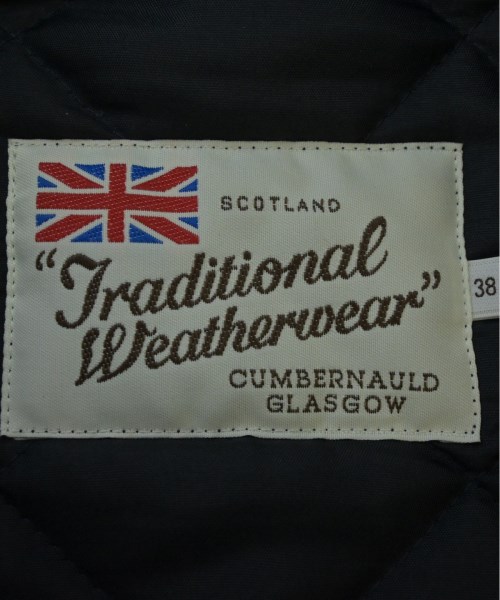 SCOTLAND
"Traditional
Weatherwear"
38
CUMBERNAULD
GLASGOW